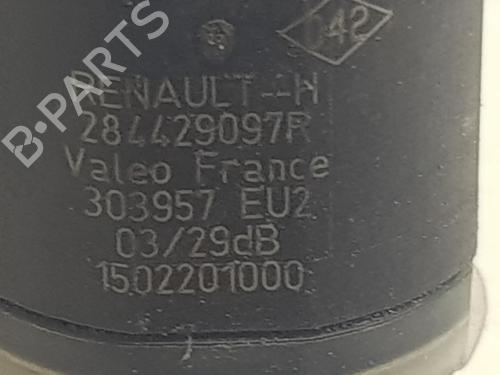 B-PARTS
042
RENAULT--H
284429097R
Valeo France
303957 EU2
03/29dB
1502201000